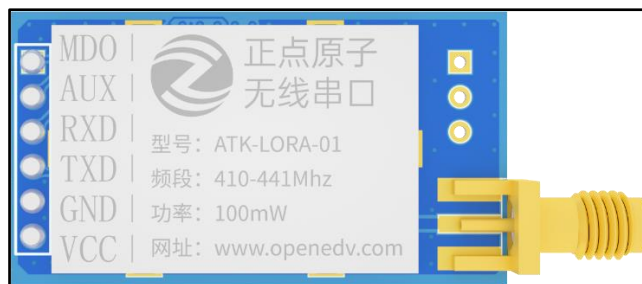 MDO
AUX
RXD
TXD
GND
VCC
正点原子
无线串口
型号：ATK-LORA-01
频段：410-441Mhz
功率：100mW
网址：www.openedv.com